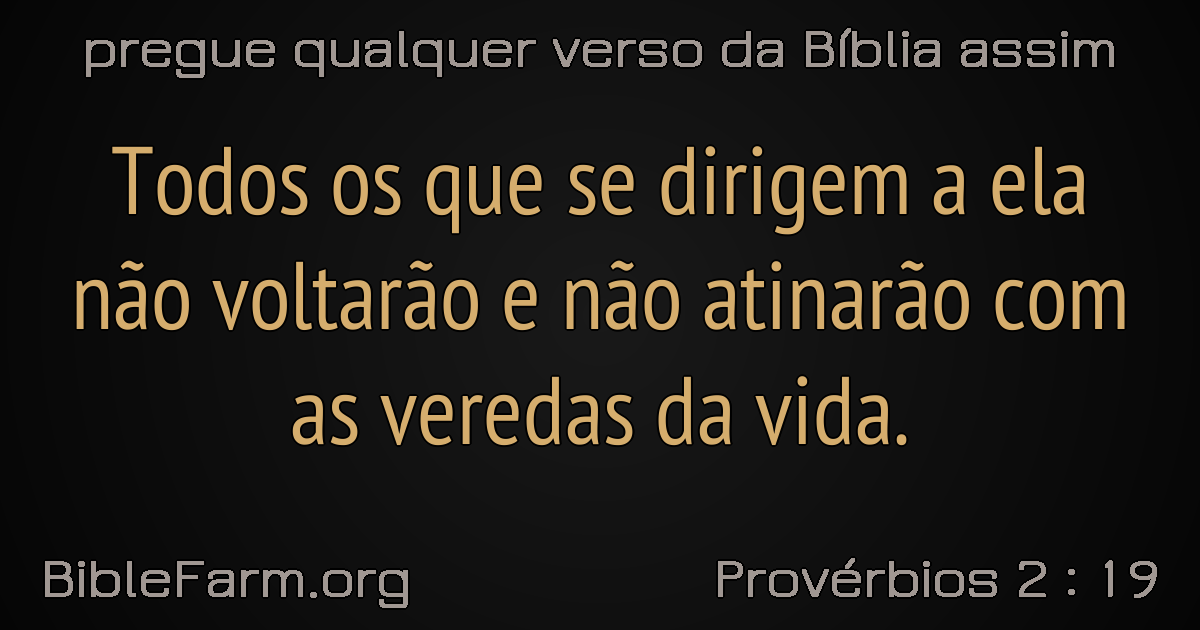 pregue qualquer verso da Bíblia assim
Todos os que se dirigem a ela
não voltarão e não atinarão com
as veredas da vida.
BibleFarm.org
Provérbios 2 : 19